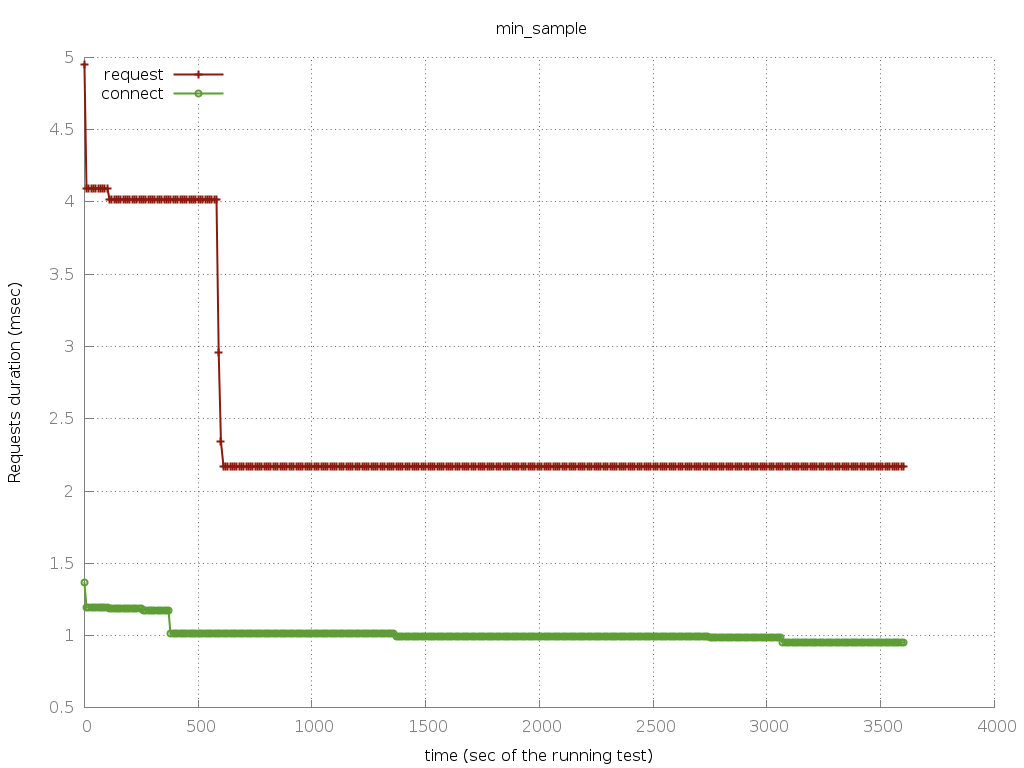 min_sample
request
connect
5
4.5
4
3.5
3
2.5
2
1.5
1
0.5
Requests duration (msec)
0 500 1000 1500 2000 2500 3000 3500 4000
time (sec of the running test)